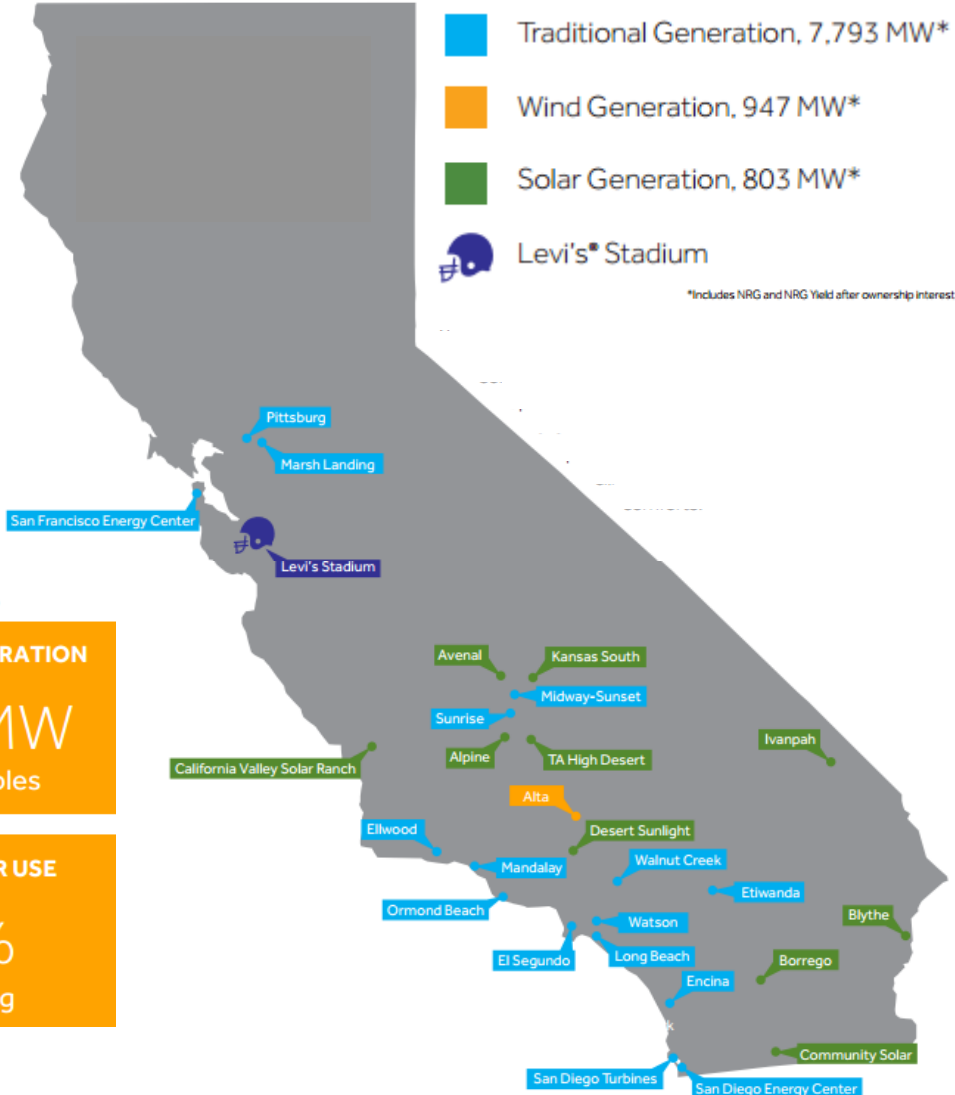 Traditional Generation, 7,793 MW*
Wind Generation, 947 MW*
Solar Generation, 803 MW*
Levi's® Stadium
*Includes NRG and NRG Yield after ownership interest
Pittsburg
Marsh Landing
San Francisco Energy Center
Levi's Stadium
RATION
MW
oles
R USE
%
g
Avenal
Kansas South
Midway-Sunset
Sunrise
Alpine
TA High Desert
California Valley Solar Ranch
Ivanpah
Alta
Ellwood
Desert Sunlight
Mandalay
Walnut Creek
Etiwanda
Ormond Beach
Watson
Blythe
El Segundo
Long Beach
Borrego
Encina
k
Community Solar
San Diego Turbines
San Diego Energy Center